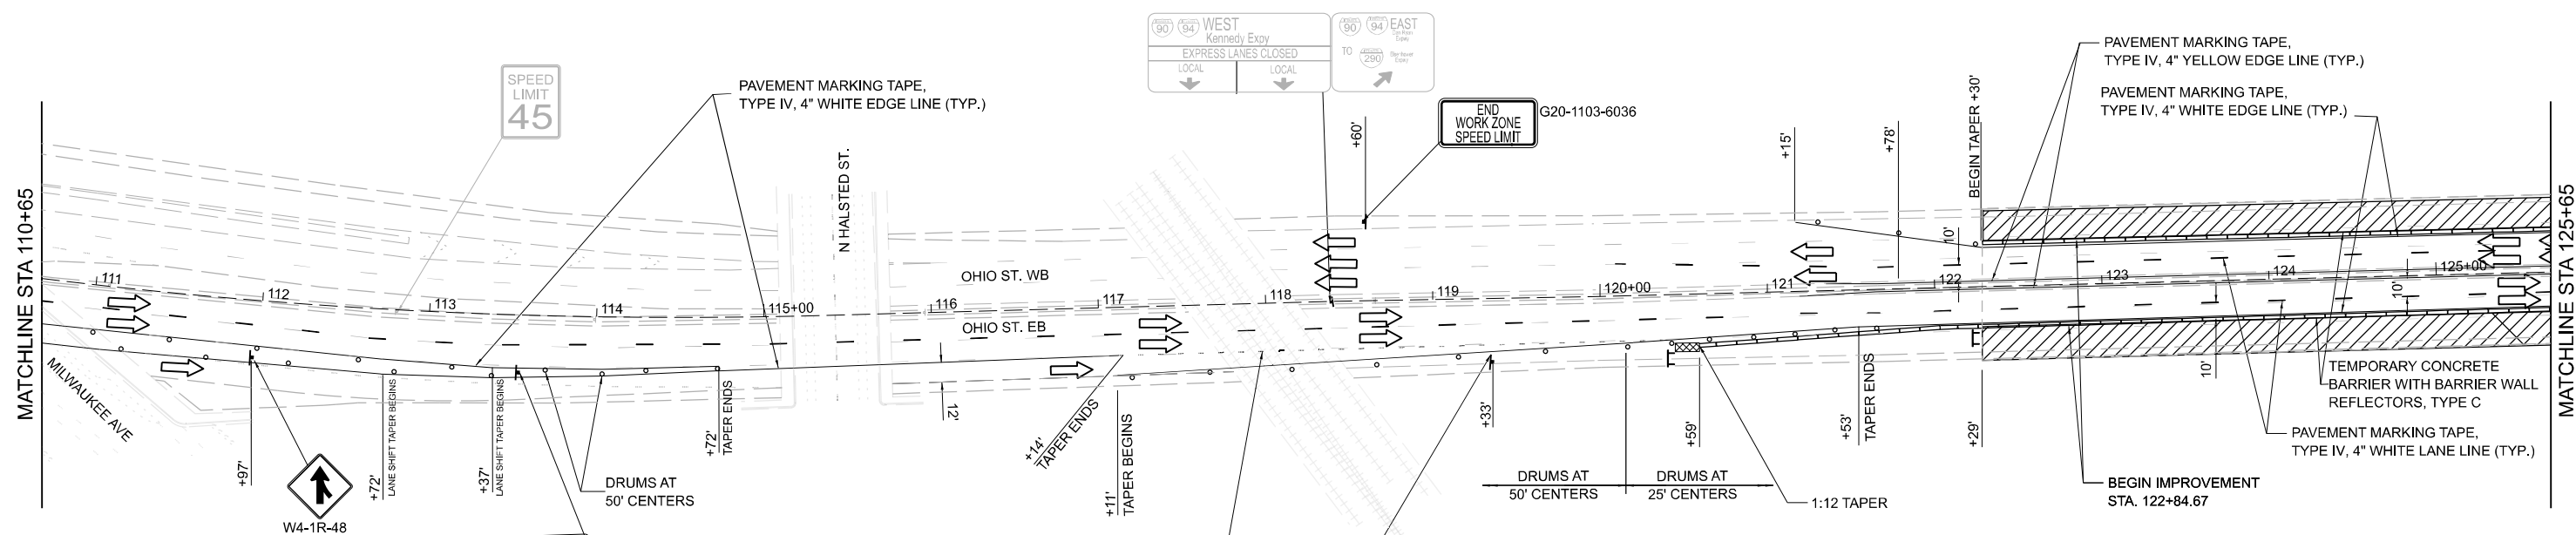 MATCHLINE STA 110+65
SPEED
LIMIT
45
PAVEMENT MARKING TAPE,
TYPE IV, 4" WHITE EDGE LINE (TYP.)
90 94 WEST
Kennedy Expy
EXPRESS LANES CLOSED
LOCAL LOCAL
90 94 EAST
TO 290
END
WORK ZONE
SPEED LIMIT
G20-1103-6036
PAVEMENT MARKING TAPE,
TYPE IV, 4" YELLOW EDGE LINE (TYP.)
PAVEMENT MARKING TAPE,
TYPE IV, 4" WHITE EDGE LINE (TYP.)
N HALSTED ST.
+60'
+15'
+78'
BEGIN TAPER +30'
10'
OHIO ST. WB
OHIO ST. EB
111
112
113
114
115+00
116
117
118
119
120+00
121
122
123
124
125+00
10'
10'
MILWAUKEE AVE
+97'
W4-1R-48
+72'
LANE SHIFT TAPER BEGINS
+37'
LANE SHIFT TAPER BEGINS
DRUMS AT
50' CENTERS
+72'
TAPER ENDS
12'
+14'
TAPER ENDS
+11'
TAPER BEGINS
+33'
DRUMS AT
50' CENTERS
DRUMS AT
25' CENTERS
+59'
1:12 TAPER
+53'
TAPER ENDS
+29'
BEGIN IMPROVEMENT
STA. 122+84.67
TEMPORARY CONCRETE
BARRIER WITH BARRIER WALL
REFLECTORS, TYPE C
PAVEMENT MARKING TAPE,
TYPE IV, 4" WHITE LANE LINE (TYP.)
MATCHLINE STA 125+65